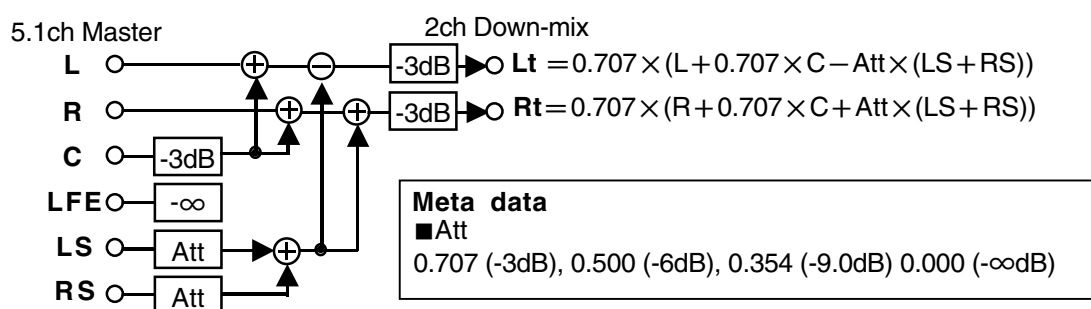 5.1ch Master 2ch Down-mix
L + − -3dB Lt =0.707×(L+0.707×C−Att×(LS+RS))
R + + -3dB Rt=0.707×(R+0.707×C+Att×(LS+RS))
C -3dB
LFE -∞
LS Att +
RS Att
Meta data
■Att
0.707 (-3dB), 0.500 (-6dB), 0.354 (-9.0dB) 0.000 (-∞dB)